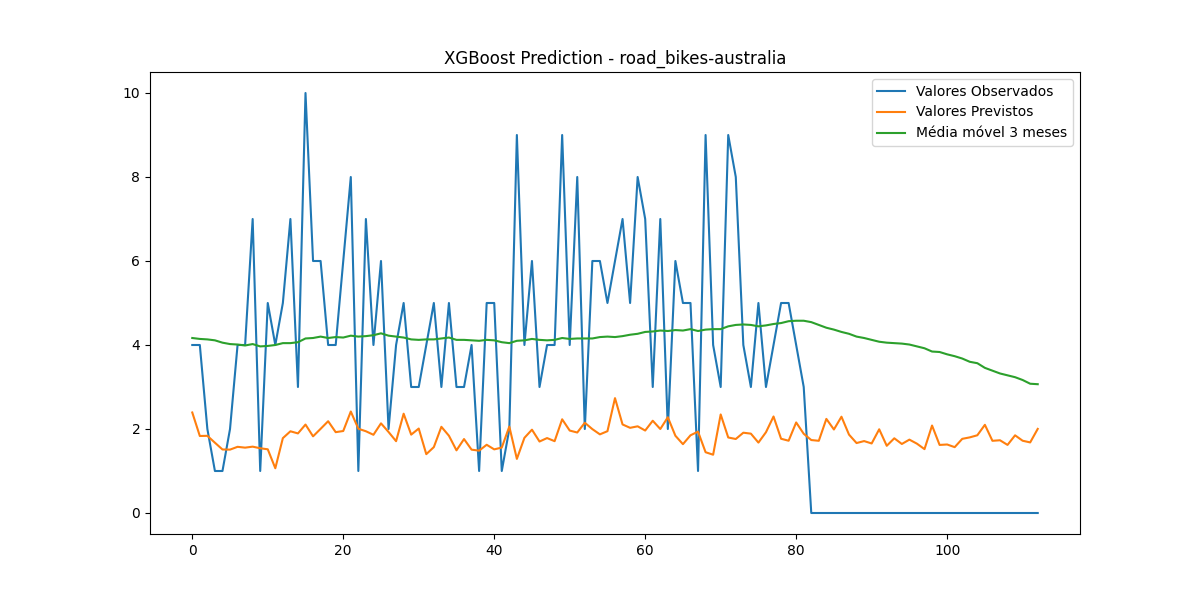 XGBoost Prediction - road_bikes-australia
Valores Observados
Valores Previstos
Média móvel 3 meses
10
8
6
4
2
0
0 20 40 60 80 100